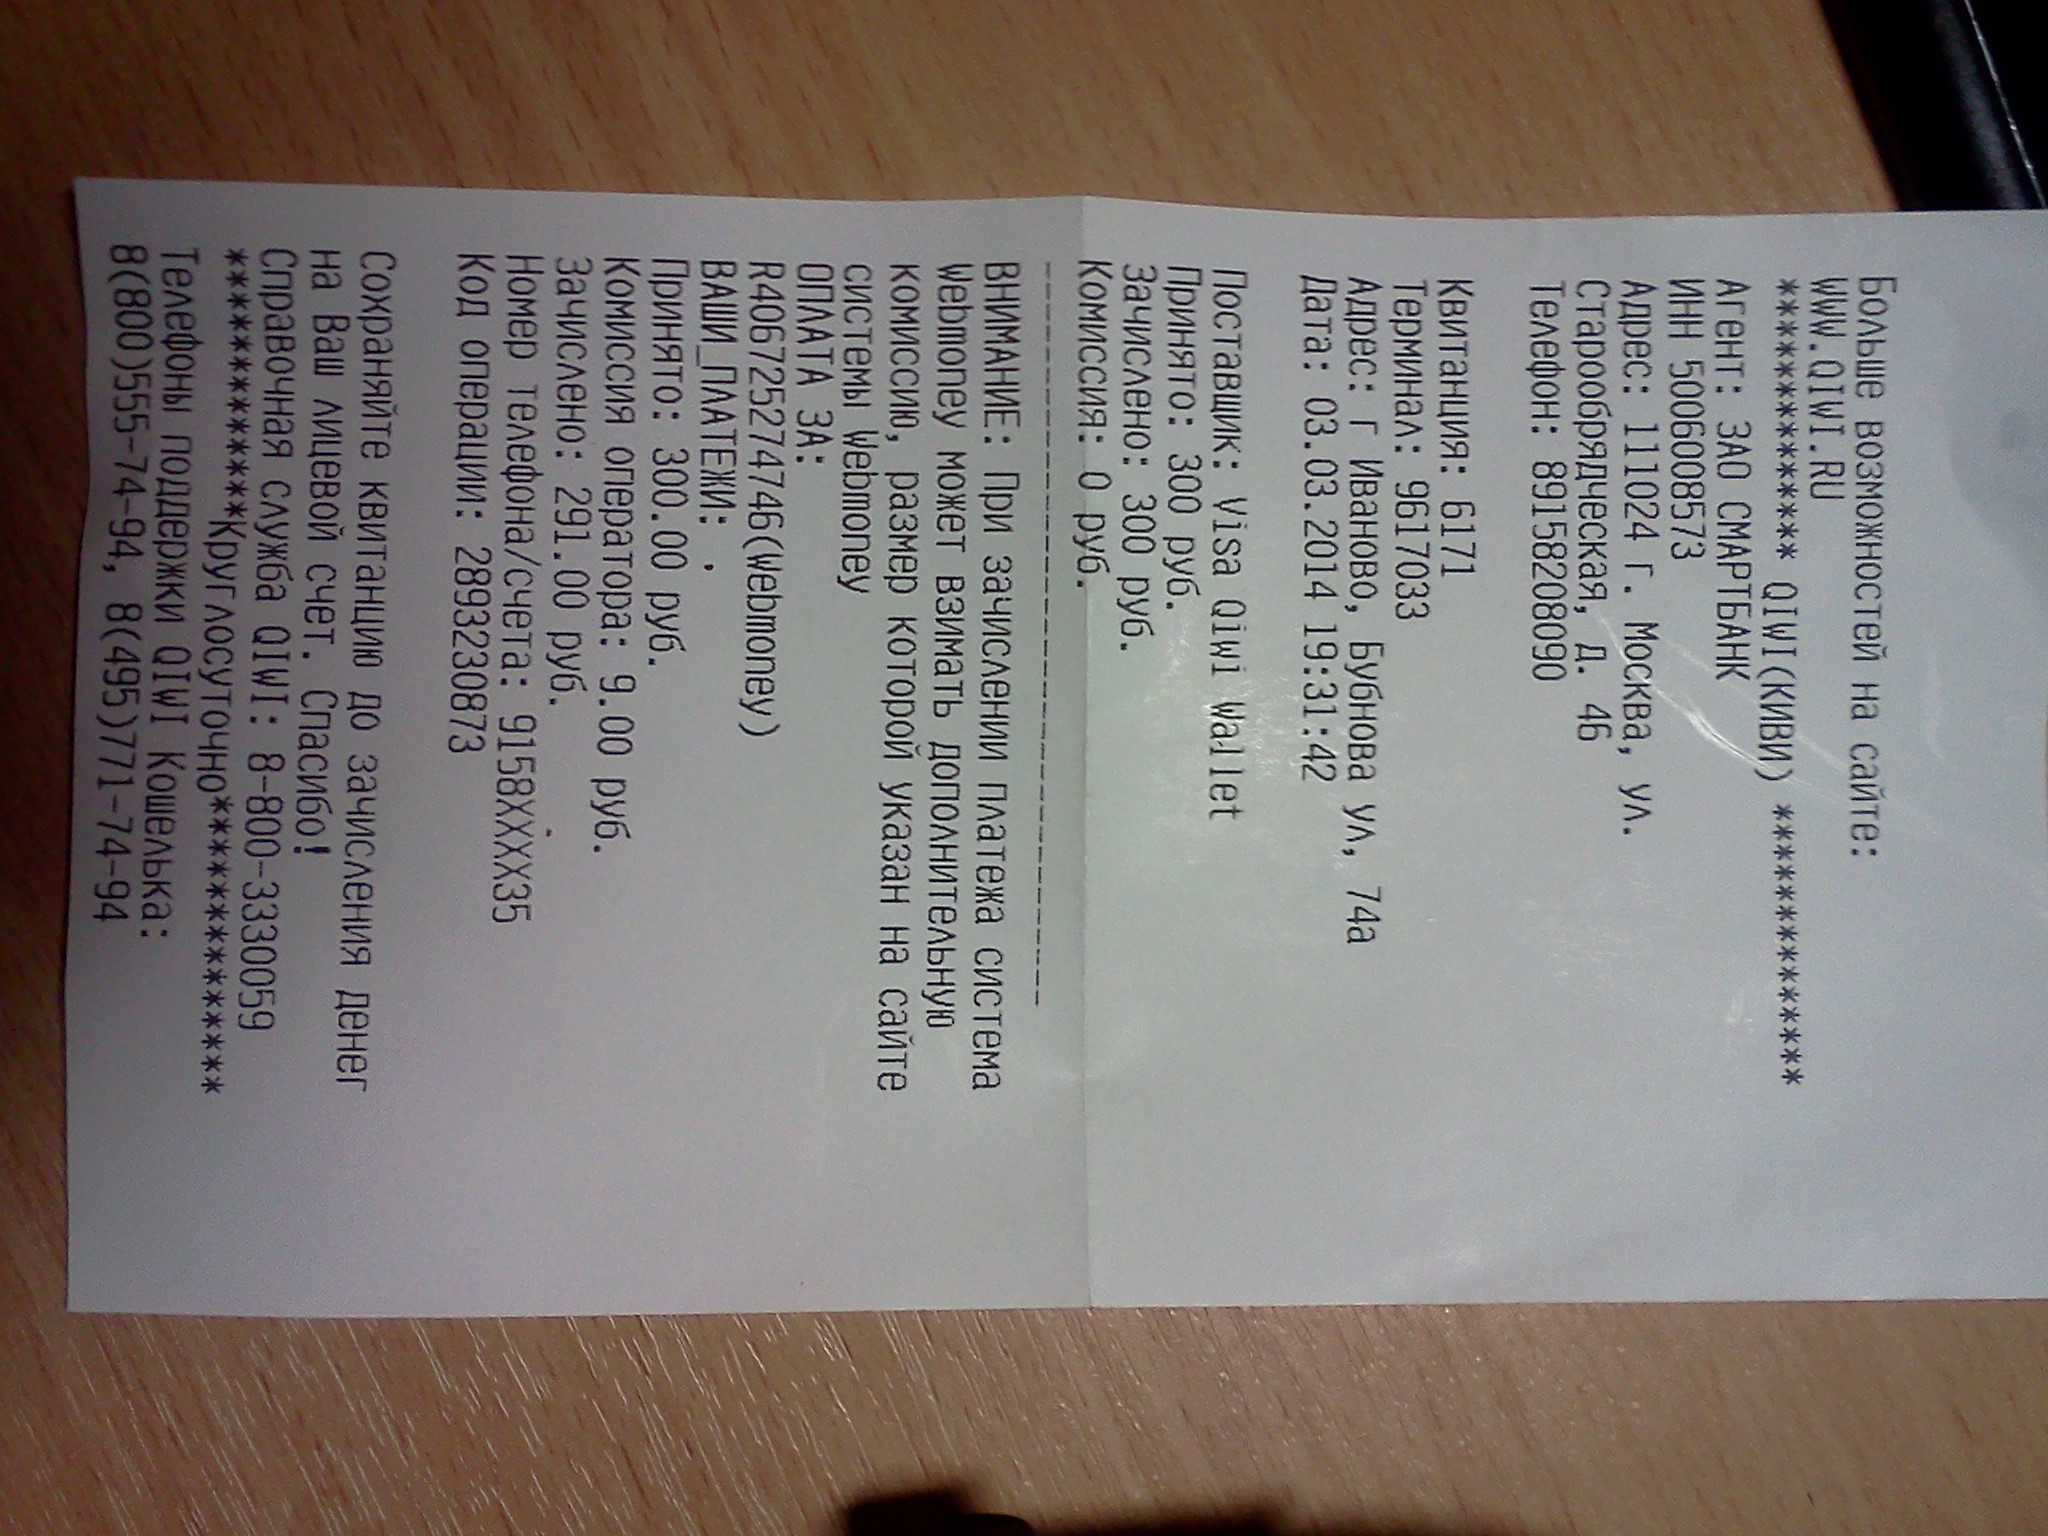 Больше возможностей на сайте:
WWW.QIWI.RU
************* QIWI(КИВИ) *************
Агент: ЗАО СМАРТБАНК
ИНН 5006008573
Адрес: 111024 г. Москва, ул.
Старообрядческая, д. 46
Телефон: 89158208090
Квитанция: 6171
Терминал: 9617033
Адрес: г Иваново, Бубнова ул, 74а
Дата: 03.03.2014 19:31:42
Поставщик: Visa Qiwi Wallet
Принято: 300 руб.
Зачислено: 300 руб.
Комиссия: 0 руб.
--------------------------------------
ВНИМАНИЕ: При зачислении платежа система
Webmoney может взимать дополнительную
комиссию, размер которой указан на сайте
системы Webmoney
ОПЛАТА ЗА:
R406725274746(Webmoney)
ВАШИ_ПЛАТЕЖИ:
Принято: 300.00 руб.
Комиссия оператора: 9.00 руб.
Зачислено: 291.00 руб.
Номер телефона/счета: 9158XXXX35
Код операции: 2893230873
Сохраняйте квитанцию до зачисления денег
на Ваш лицевой счет. Спасибо!
Справочная служба QIWI: 8-800-3330059
*************Круглосуточно**************
Телефоны поддержки QIWI Кошелька:
8(800)555-74-94, 8(495)771-74-94